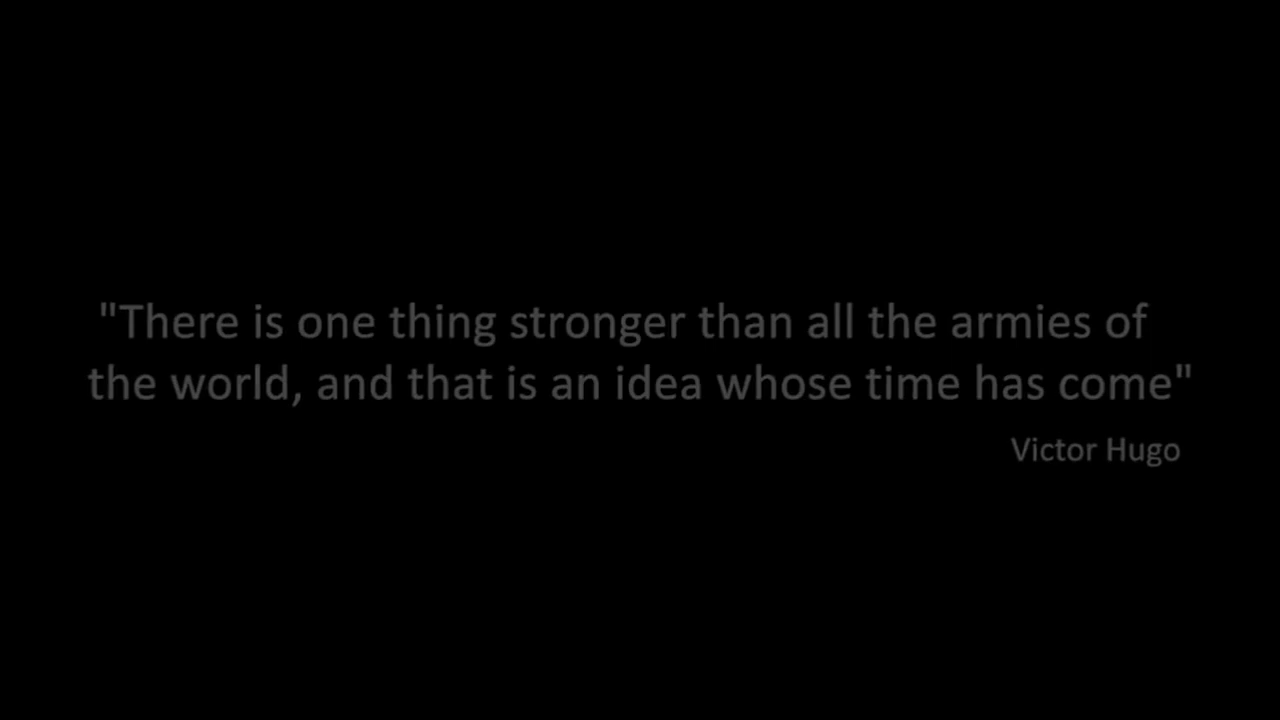 "There is one thing stronger than all the armies of
the world, and that is an idea whose time has come"
Victor Hugo